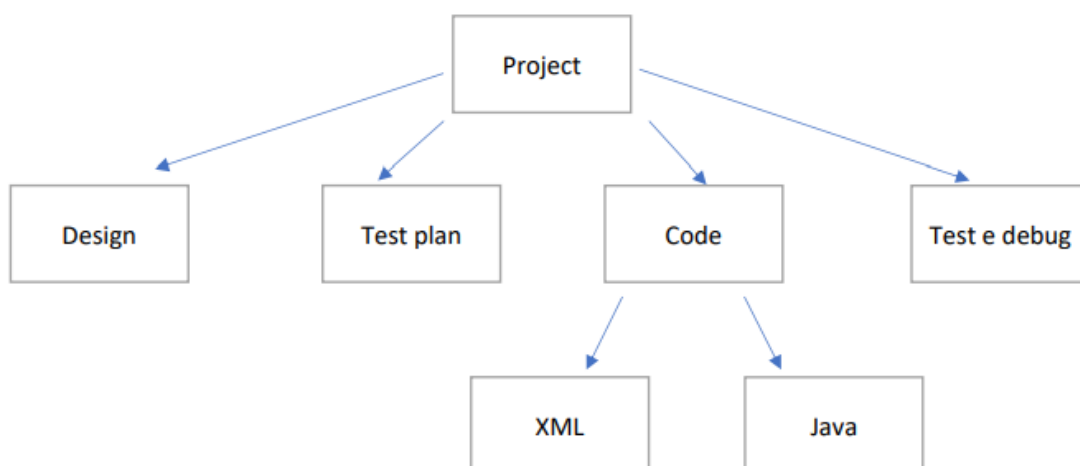 Project
Design
Test plan
Code
Test e debug
XML
Java